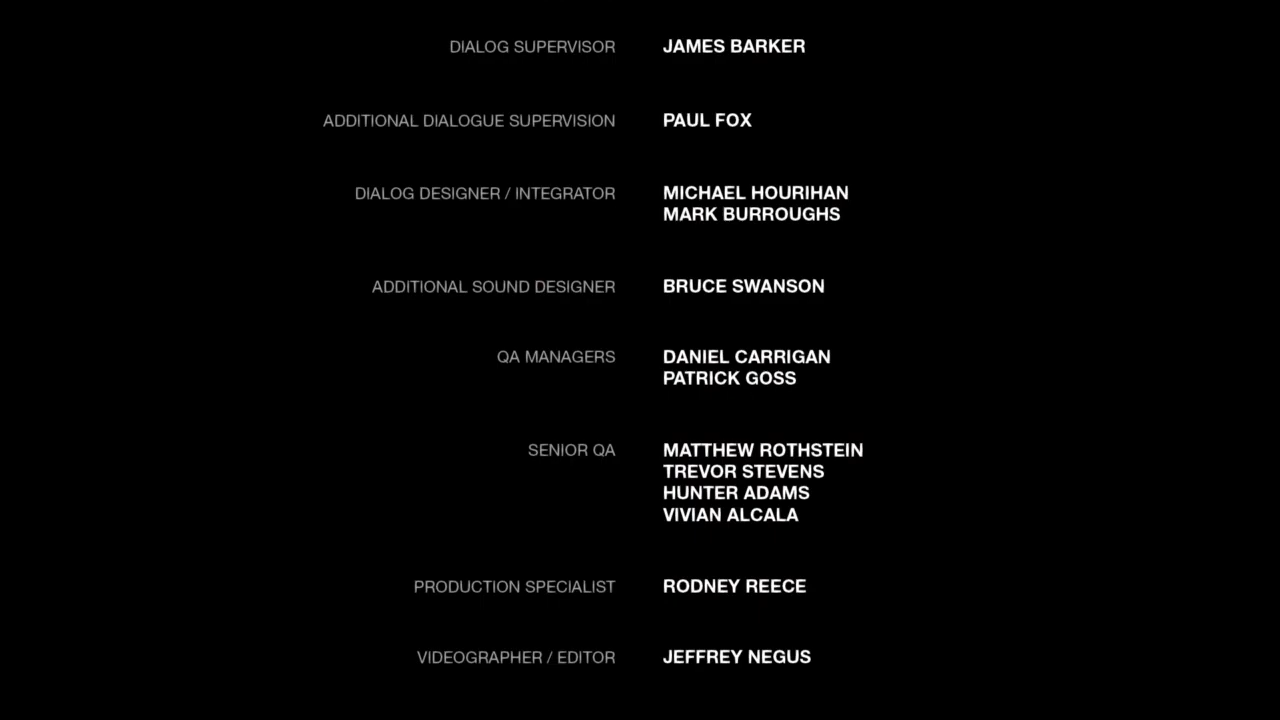 DIALOG SUPERVISOR JAMES BARKER
ADDITIONAL DIALOGUE SUPERVISION PAUL FOX
DIALOG DESIGNER / INTEGRATOR MICHAEL HOURIHAN
MARK BURROUGHS
ADDITIONAL SOUND DESIGNER BRUCE SWANSON
QA MANAGERS DANIEL CARRIGAN
PATRICK GOSS
SENIOR QA MATTHEW ROTHSTEIN
TREVOR STEVENS
HUNTER ADAMS
VIVIAN ALCALA
PRODUCTION SPECIALIST RODNEY REECE
VIDEOGRAPHER / EDITOR JEFFREY NEGUS